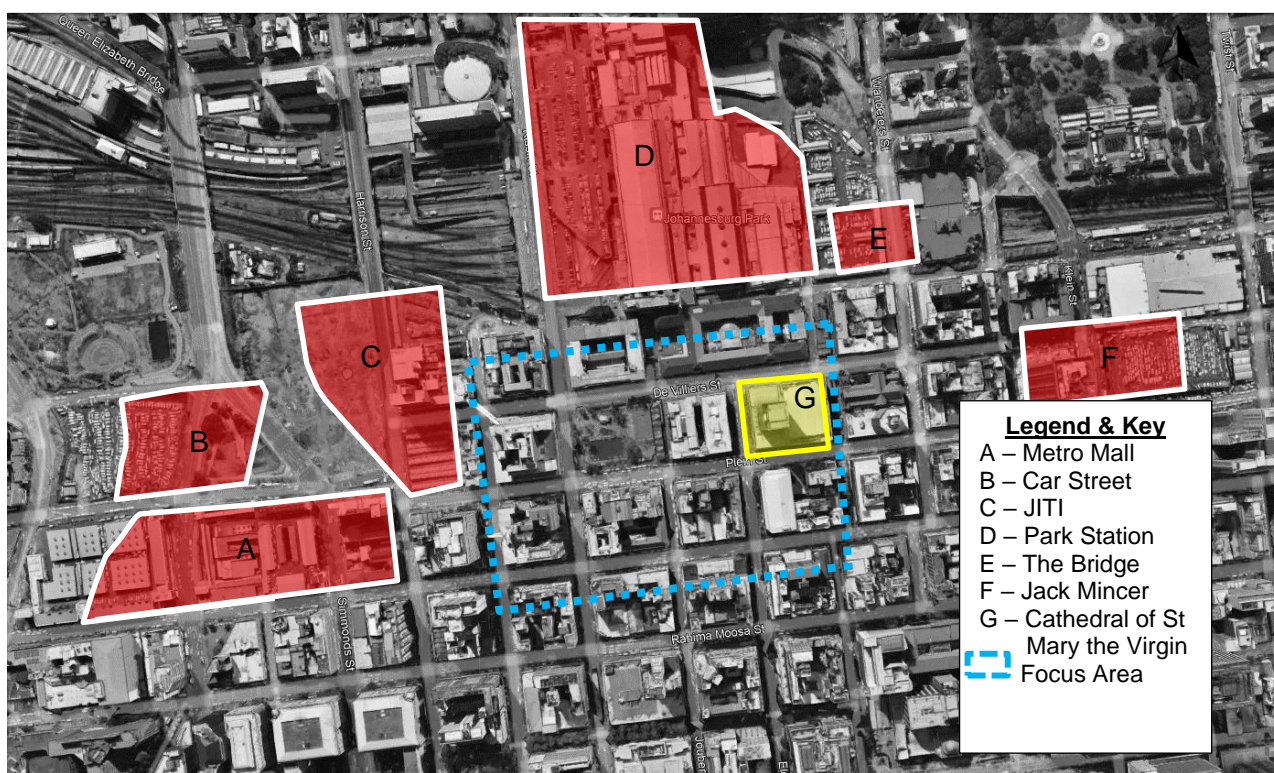 Queen Elizabeth Bridge
Wanderers St
Twist St
D
Johannesburg Park
Harrison St
E
Klein St
C
F
De Villiers St
G
B
Plein St
A
Simmonds St
Rahima Moosa St
Legend & Key
A – Metro Mall
B – Car Street
C – JITI
D – Park Station
E – The Bridge
F – Jack Mincer
G – Cathedral of St
Mary the Virgin
Focus Area